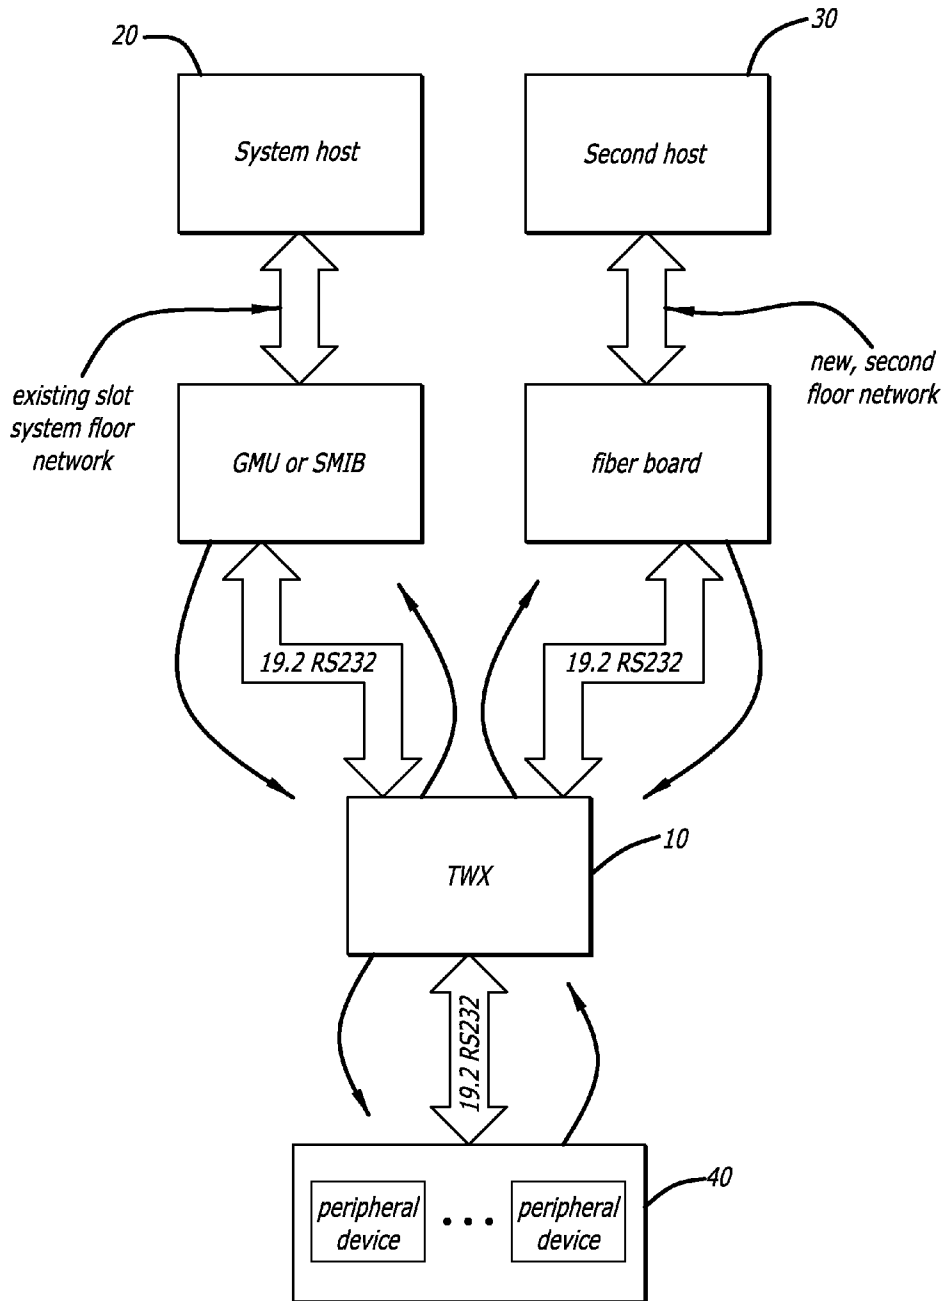 20
30
System host
Second host
existing slot
system floor
network
new, second
floor network
GMU or SMIB
fiber board
19.2 RS232
19.2 RS232
10
TWX
19.2 RS232
40
peripheral
device
• • •
peripheral
device